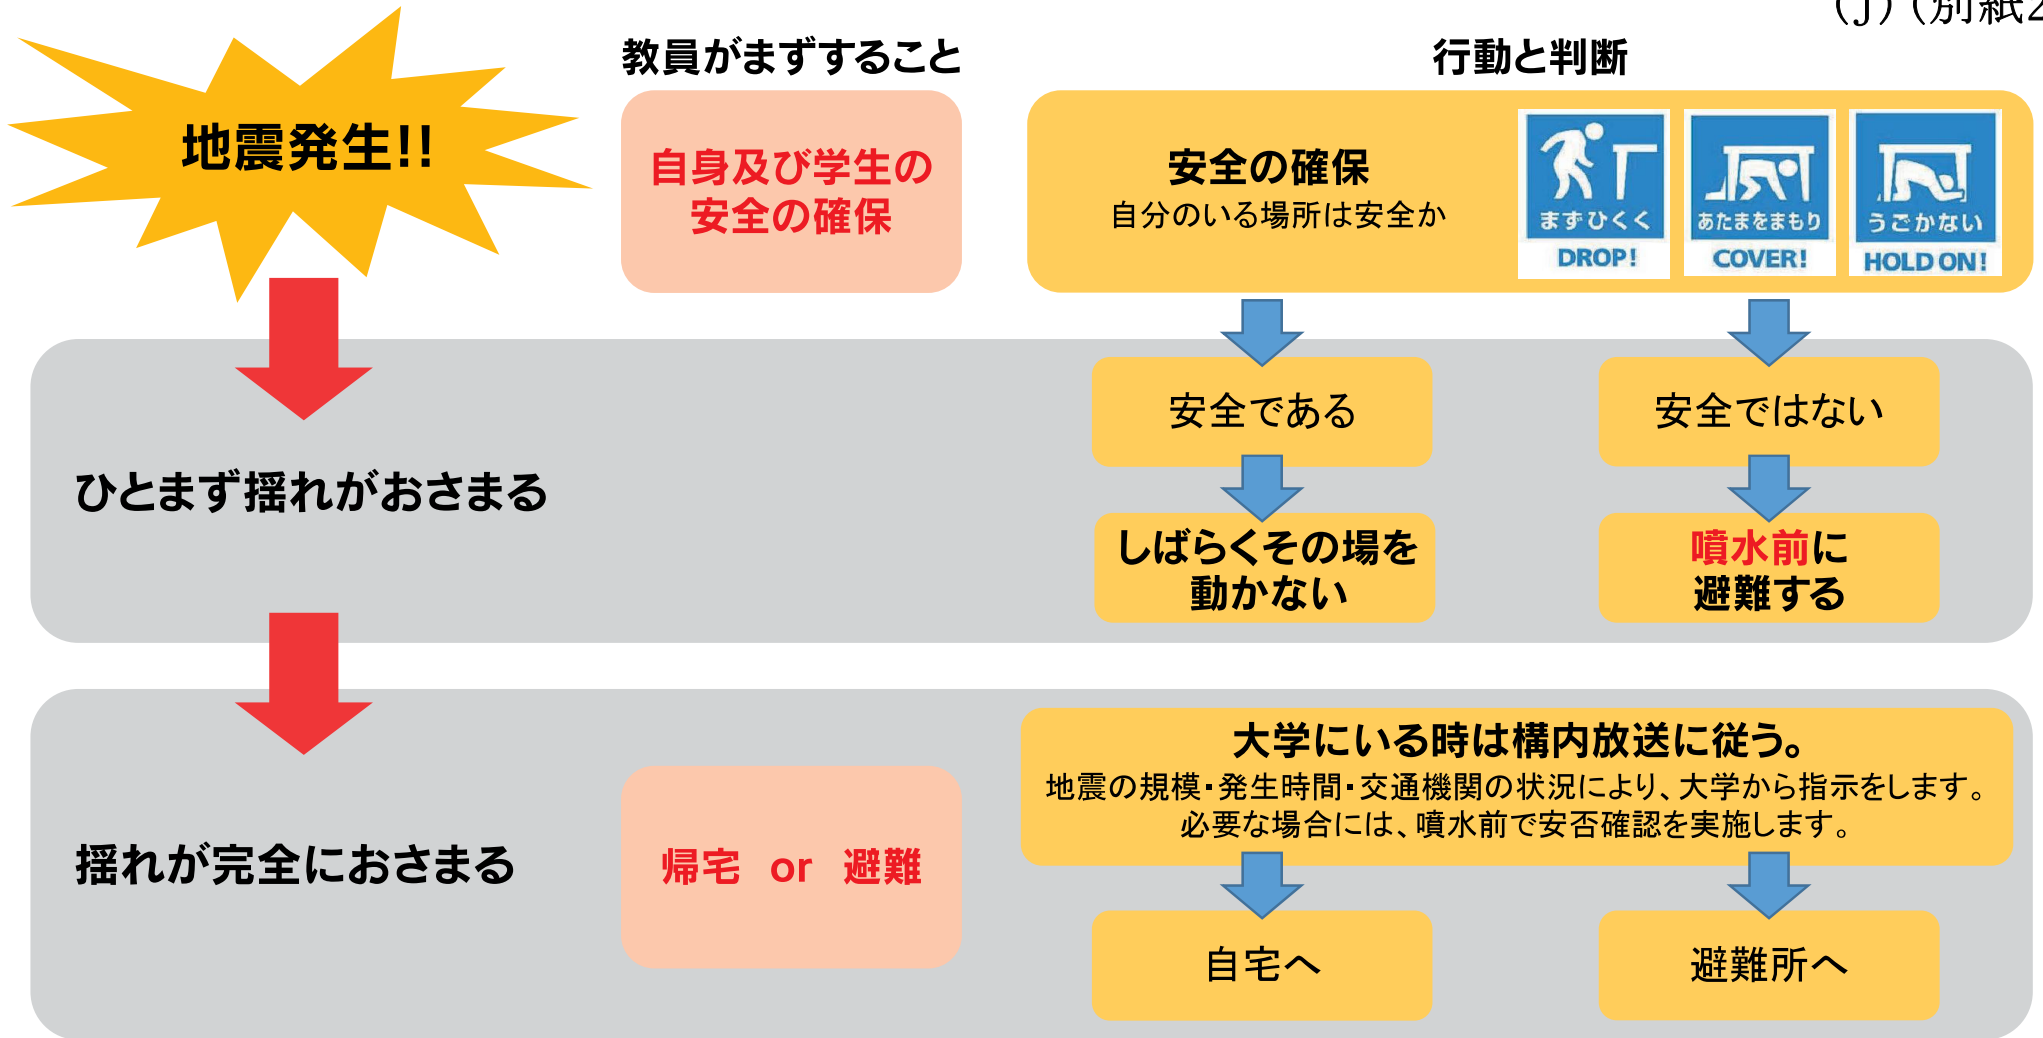 (J)(別紙2
教員がまずすること
行動と判断
地震発生!!
自身及び学生の
安全の確保
安全の確保
自分のいる場所は安全か
まずひくく
DROP!
あたまをまもり
COVER!
うごかない
HOLD ON!
安全である
安全ではない
ひとまず揺れがおさまる
しばらくその場を
動かない
噴水前に
避難する
大学にいる時は構内放送に従う。
地震の規模・発生時間・交通機関の状況により、大学から指示をします。
必要な場合には、噴水前で安否確認を実施します。
揺れが完全におさまる
帰宅 or 避難
自宅へ
避難所へ